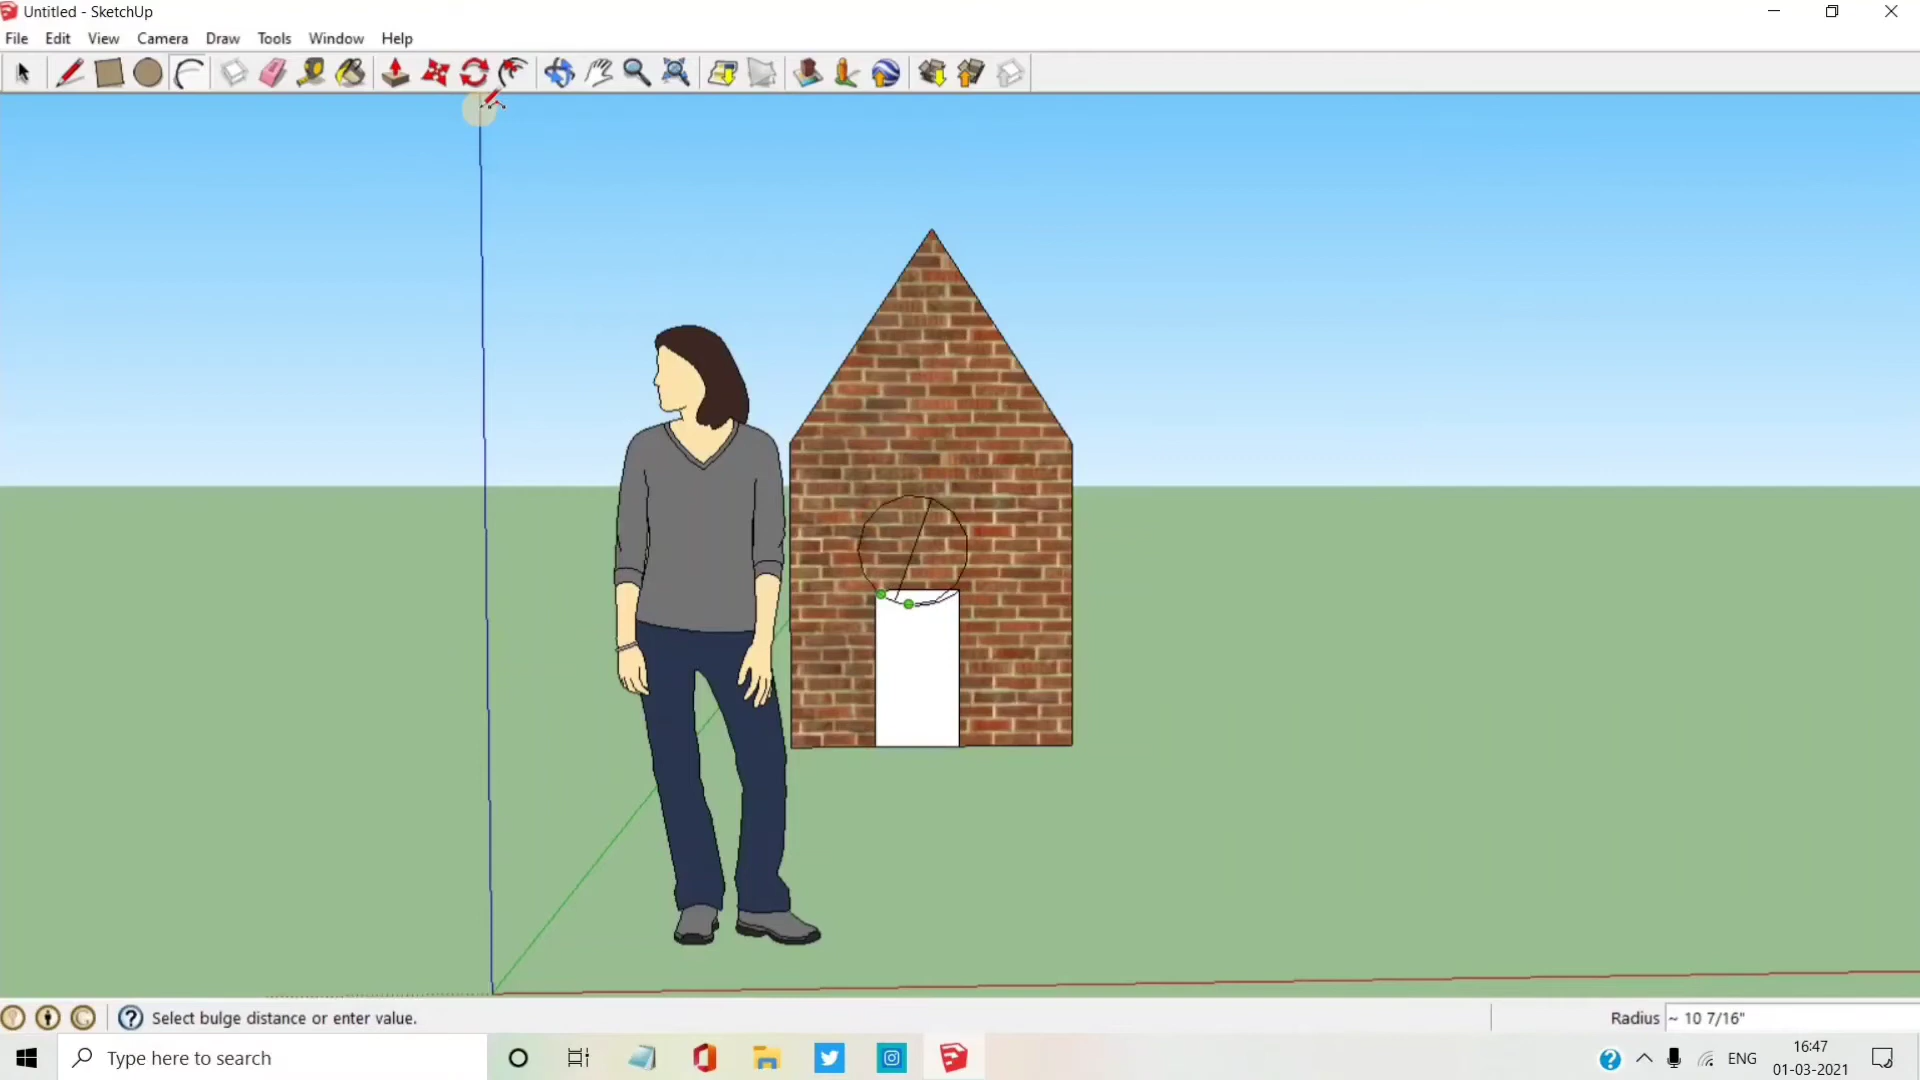 Untitled - SketchUp
File Edit View Camera Draw Tools Window Help
Select bulge distance or enter value.
Radius ~ 10 7/16"
Type here to search
ENG
16:47
01-03-2021